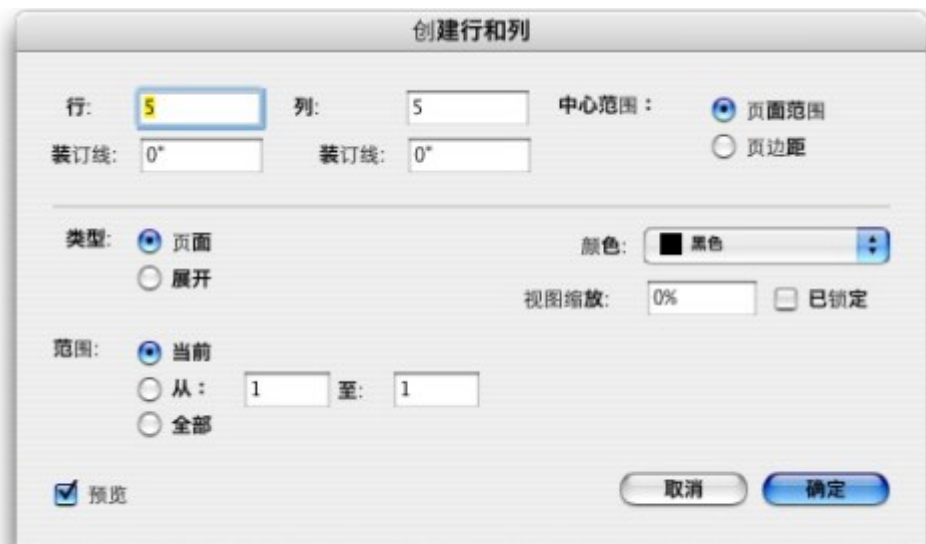 创建行和列
行: 5 列: 5 中心范围： 页面范围
装订线: 0" 装订线: 0" 页边距
类型: 页面 颜色: 黑色
展开
视图缩放: 0% 已锁定
范围: 当前
从： 1 至: 1
全部
预览 取消 确定